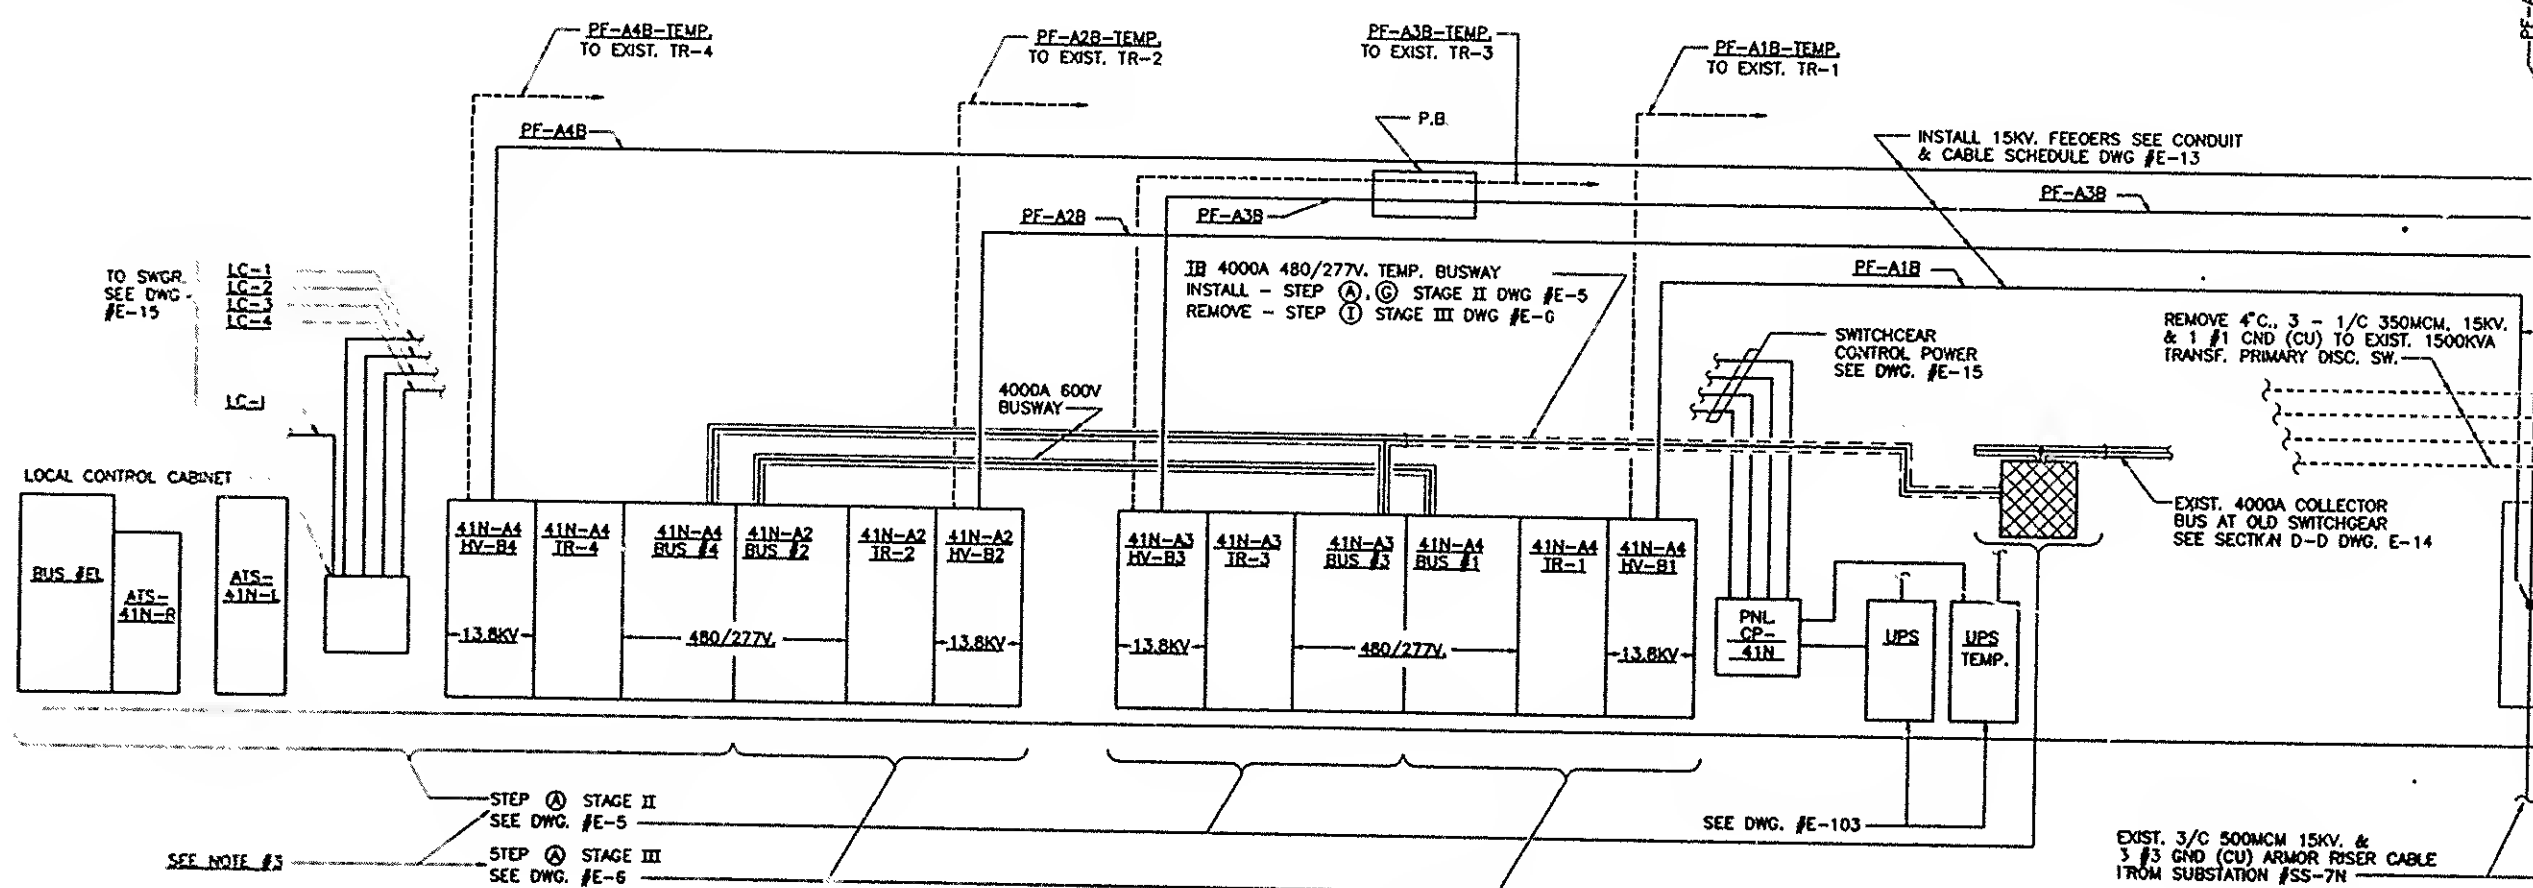 PF-A4B-TEMP.
TO EXIST. TR-4
PF-A2B-TEMP.
TO EXIST. TR-2
PF-A3B-TEMP.
TO EXIST. TR-3
PF-A1B-TEMP.
TO EXIST. TR-1
PF-A4B
P.B.
INSTALL 15KV. FEEDERS SEE CONDUIT
& CABLE SCHEDULE DWG #E-13
PF-A2B
PF-A3B
PF-A3B
TO SWGR.
SEE DWG
#E-15
LC-1
LC-2
LC-3
LC-4
LC-1
TB 4000A 480/277V. TEMP. BUSWAY
INSTALL - STEP Ⓐ, Ⓖ STAGE II DWG #E-5
REMOVE - STEP Ⓘ STAGE III DWG #E-6
PF-A1B
SWITCHGEAR
CONTROL POWER
SEE DWG. #E-15
REMOVE 4"C., 3 - 1/C 350MCM, 15KV.
& 1 #1 GND (CU) TO EXIST. 1500KVA
TRANSF. PRIMARY DISC. SW.
4000A 600V
BUSWAY
LOCAL CONTROL CABINET
EXIST. 4000A COLLECTOR
BUS AT OLD SWITCHGEAR
SEE SECTION D-D DWG. E-14
BUS #EL
ATS-
41N-R
ATS-
41N-L
41N-A4
HV-B4
41N-A4
TR-4
41N-A4
BUS #4
41N-A2
BUS #2
41N-A2
TR-2
41N-A2
HV-B2
41N-A3
HV-B3
41N-A3
TR-3
41N-A3
BUS #3
41N-A4
BUS #1
41N-A4
TR-1
41N-A4
HV-B1
13.8KV
480/277V.
13.8KV
13.8KV
480/277V.
13.8KV
PNL
CP-
41N
UPS
UPS
TEMP.
STEP Ⓐ STAGE II
SEE DWG. #E-5
SEE DWG. #E-103
SEE NOTE #3
STEP Ⓐ STAGE III
SEE DWG. #E-6
EXIST. 3/C 500MCM 15KV. &
3 #3 GND (CU) ARMOR RISER CABLE
FROM SUBSTATION #SS-7N